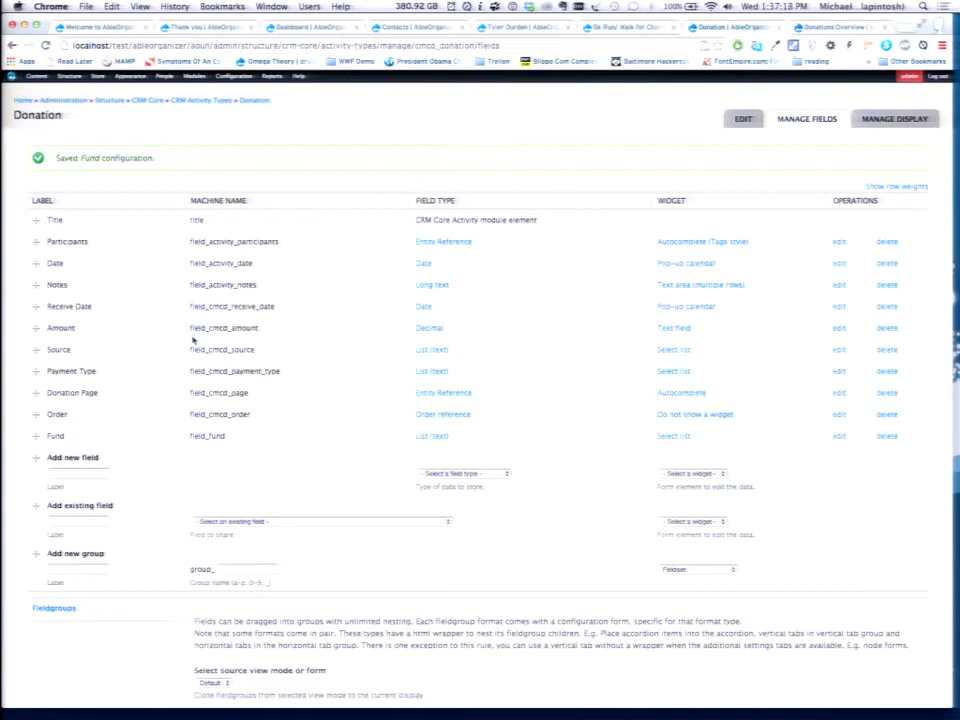 Chrome File Edit View History Bookmarks Window Users Help 380.92 GB 100% Wed 1:37:18 PM Michael (lapintosh)
Welcome to AbleOrgan Thank you | AbleOrgani Dashboard | AbleOrgani Contacts | AbleOrganiz Tyler Durden | AbleOrga 5k Run/ Walk for Char Donation | AbleOrganiz Donations Overview |
localhost/test/ableorganizer/aoun/admin/structure/crm-core/activity-types/manage/cmcd_donation/fields
Apps Read Later MAMP Symptoms Of An E Omega Theory | dru WWF Demo President Obama C Trellon Bilppo Com Compe Baltimore Hackers FontEmpire.com Fr reading Other Bookmarks
Content Structure Store Appearance People Modules Configuration Reports Help admin Log out
Home » Administration » Structure » CRM Core » CRM Activity Types » Donation
Donation
EDIT MANAGE FIELDS MANAGE DISPLAY
Saved Fund configuration.
Show row weights
LABEL MACHINE NAME FIELD TYPE WIDGET OPERATIONS
Title title CRM Core Activity module element
Participants field_activity_participants Entity Reference Autocomplete (Tags style) edit delete
Date field_activity_date Date Pop-up calendar edit delete
Notes field_activity_notes Long text Text area (multiple rows) edit delete
Receive Date field_cmcd_receive_date Date Pop-up calendar edit delete
Amount field_cmcd_amount Decimal Text field edit delete
Source field_cmcd_source List (text) Select list edit delete
Payment Type field_cmcd_payment_type List (text) Select list edit delete
Donation Page field_cmcd_page Entity Reference Autocomplete edit delete
Order field_cmcd_order Order reference Do not show a widget edit delete
Fund field_fund List (text) Select list edit delete
Add new field
- Select a field type - - Select a widget -
Label Type of data to store. Form element to edit the data.
Add existing field
- Select an existing field - - Select a widget -
Label Field to share Form element to edit the data.
Add new group
group_ Fieldset
Label Group name (a-z, 0-9, _)
Fieldgroups
Fields can be dragged into groups with unlimited nesting. Each fieldgroup format comes with a configuration form, specific for that format type.
Note that some formats come in pair. These types have a html wrapper to nest its fieldgroup children. E.g. Place accordion items into the accordion, vertical tabs in vertical tab group and
horizontal tabs in the horizontal tab group. There is one exception to this rule, you can use a vertical tab without a wrapper when the additional settings tabs are available. E.g. node forms.
Select source view mode or form
Default
Clone fieldgroups from selected view mode to the current display